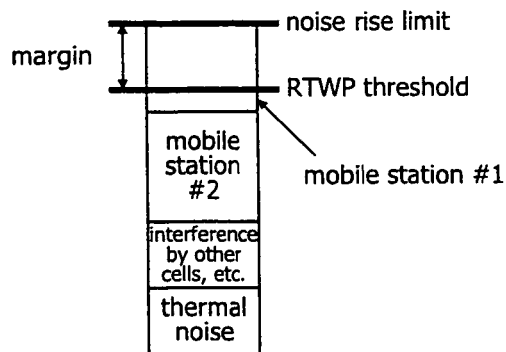 noise rise limit
margin
RTWP threshold
mobile
station
#2
mobile station #1
interference
by other
cells, etc.
thermal
noise